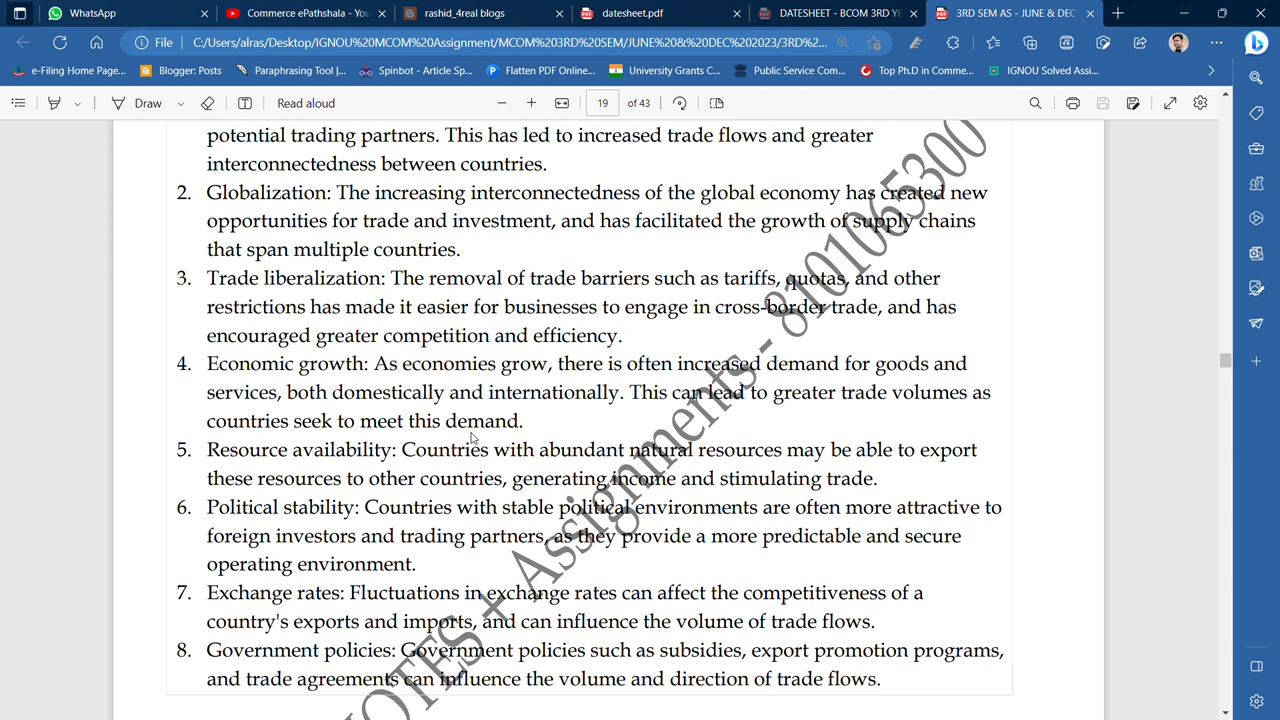 WhatsApp
Commerce ePathshala - You
rashid_4real blogs
datesheet.pdf
DATESHEET - BCOM 3RD YE
3RD SEM AS - JUNE & DEC
File
C:/Users/alras/Desktop/IGNOU%20MCOM%20Assignment/MCOM%203RD%20SEM/JUNE%20&%20DEC%202023/3RD%2...
e-Filing Home Page...
Blogger: Posts
Paraphrasing Tool |...
Spinbot - Article Sp...
Flatten PDF Online...
University Grants C...
Public Service Com...
Top Ph.D in Comme...
IGNOU Solved Assi...
Draw
Read aloud
19
of 43
potential trading partners. This has led to increased trade flows and greater
interconnectedness between countries.
2. Globalization: The increasing interconnectedness of the global economy has created new
opportunities for trade and investment, and has facilitated the growth of supply chains
that span multiple countries.
3. Trade liberalization: The removal of trade barriers such as tariffs, quotas, and other
restrictions has made it easier for businesses to engage in cross-border trade, and has
encouraged greater competition and efficiency.
4. Economic growth: As economies grow, there is often increased demand for goods and
services, both domestically and internationally. This can lead to greater trade volumes as
countries seek to meet this demand.
5. Resource availability: Countries with abundant natural resources may be able to export
these resources to other countries, generating income and stimulating trade.
6. Political stability: Countries with stable political environments are often more attractive to
foreign investors and trading partners, as they provide a more predictable and secure
operating environment.
7. Exchange rates: Fluctuations in exchange rates can affect the competitiveness of a
country's exports and imports, and can influence the volume of trade flows.
8. Government policies: Government policies such as subsidies, export promotion programs,
and trade agreements can influence the volume and direction of trade flows.
OTES + Assignments - 8101065300